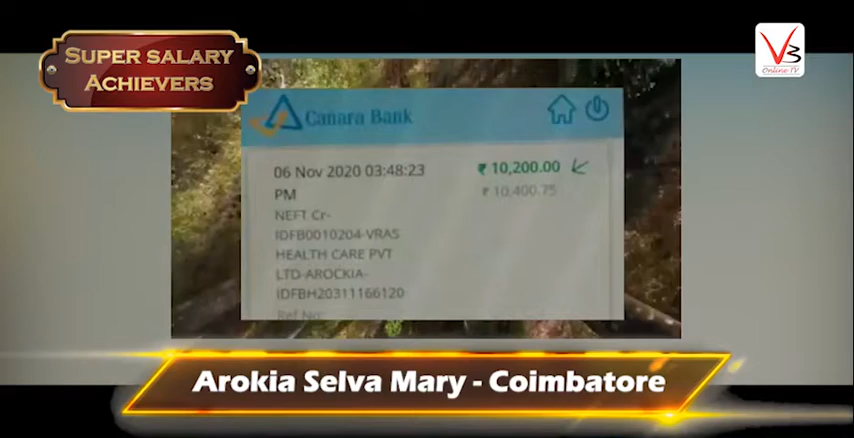 SUPER SALARY
ACHIEVERS
V3
Online TV
Canara Bank
06 Nov 2020 03:48:23
PM
₹ 10,200.00
₹ 10,400.75
NEFT Cr-
IDFB0010204-VRAS
HEALTH CARE PVT
LTD-AROCKIA-
IDFBH20311166120
Ref No:
Arokia Selva Mary - Coimbatore